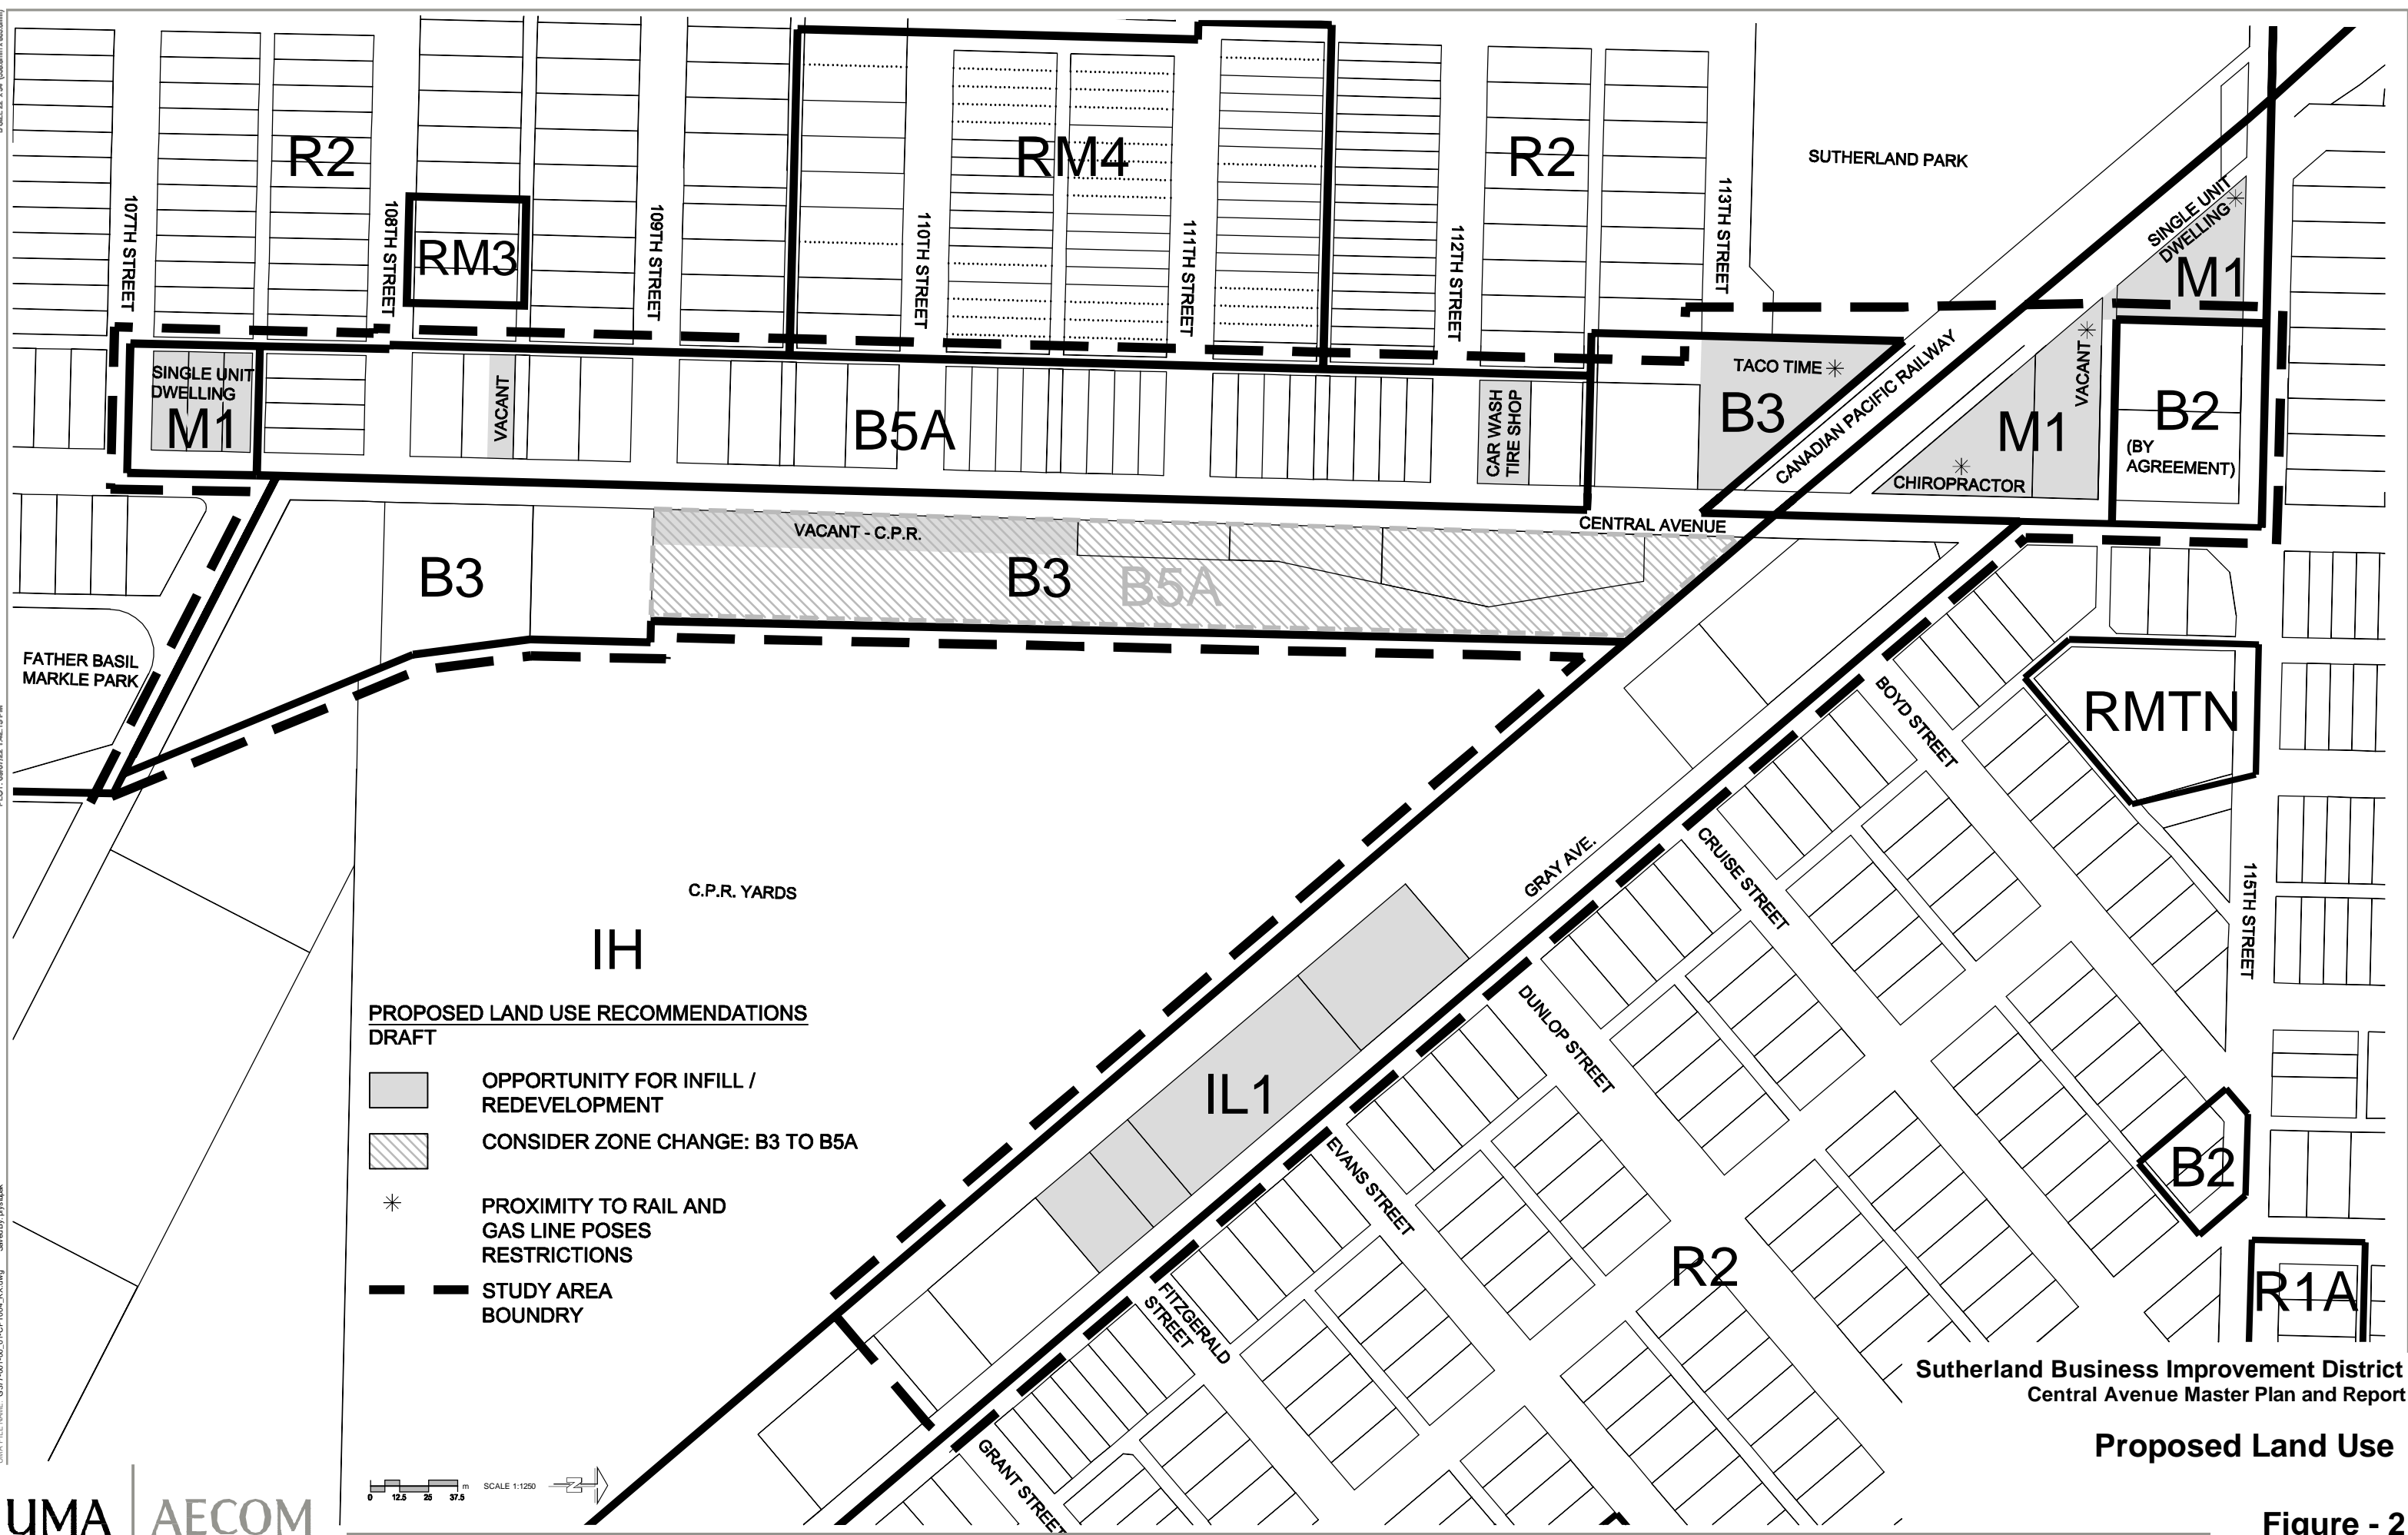 R2
RM4
R2
SUTHERLAND PARK
RM3
107TH STREET
108TH STREET
109TH STREET
110TH STREET
111TH STREET
112TH STREET
113TH STREET
SINGLE UNIT
DWELLING
M1
SINGLE UNIT
DWELLING
M1
VACANT
B5A
CAR WASH
TIRE SHOP
TACO TIME
B3
CANADIAN PACIFIC RAILWAY
VACANT
M1
CHIROPRACTOR
B2
(BY
AGREEMENT)
CENTRAL AVENUE
VACANT - C.P.R.
B3
B3
B5A
FATHER BASIL
MARKLE PARK
RMTN
BOYD STREET
CRUISE STREET
GRAY AVE.
115TH STREET
C.P.R. YARDS
IH
DUNLOP STREET
IL1
EVANS STREET
B2
R2
R1A
FITZGERALD
STREET
GRANT STREET
PROPOSED LAND USE RECOMMENDATIONS
DRAFT
OPPORTUNITY FOR INFILL /
REDEVELOPMENT
CONSIDER ZONE CHANGE: B3 TO B5A
PROXIMITY TO RAIL AND
GAS LINE POSES
RESTRICTIONS
STUDY AREA
BOUNDRY
0 12.5 25 37.5 m
SCALE 1:1250
N
Sutherland Business Improvement District
Central Avenue Master Plan and Report
Proposed Land Use
Figure - 2
UMA | AECOM